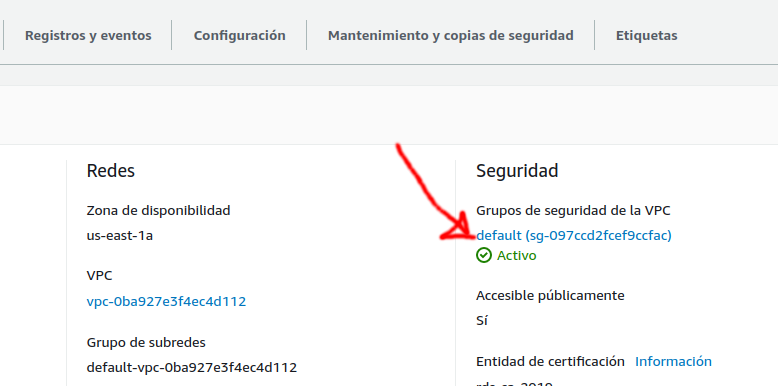 Registros y eventos
Configuración
Mantenimiento y copias de seguridad
Etiquetas
Redes
Zona de disponibilidad
us-east-1a
VPC
vpc-0ba927e3f4ec4d112
Grupo de subredes
default-vpc-0ba927e3f4ec4d112
Seguridad
Grupos de seguridad de la VPC
default (sg-097ccd2fcef9ccfac)
Activo
Accesible públicamente
Sí
Entidad de certificación Información